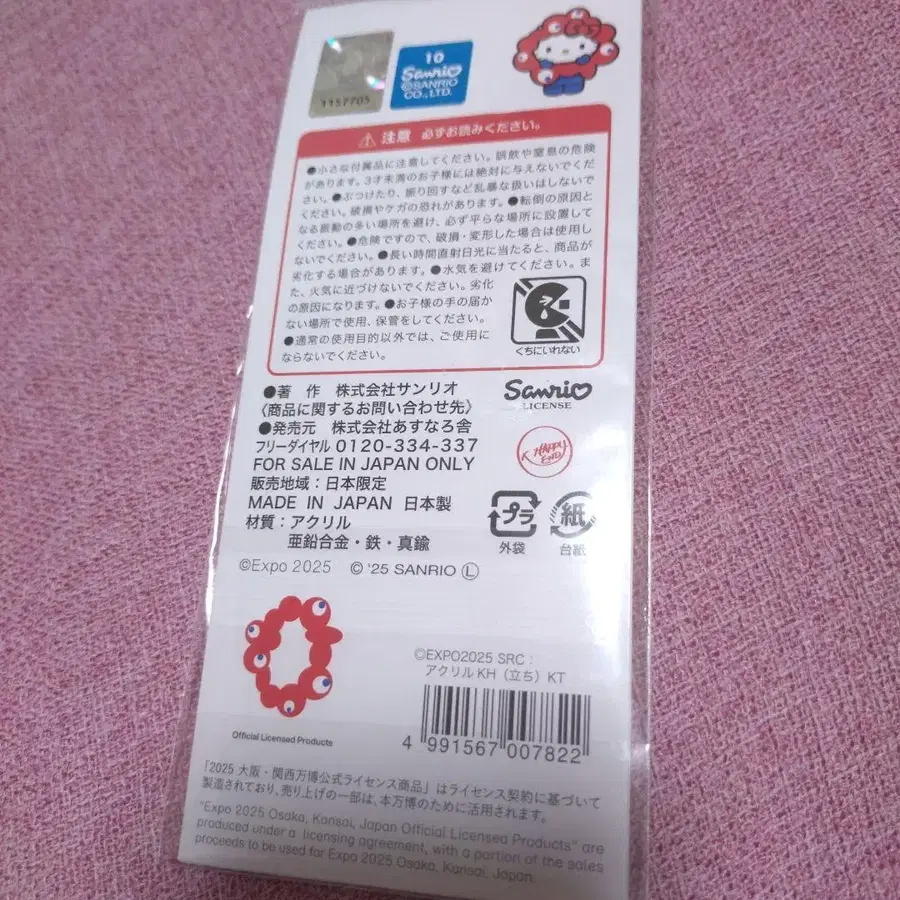 1157705
10
Sanrio
©SANRIO
CO., LTD.
注意 必ずお読みください。
●小さな付属品に注意してください。誤飲や窒息の危険
があります。3才未満のお子様には絶対に与えないでくだ
さい。●ぶつけたり、振り回すなど乱暴な扱いはしないで
ください。破損やケガの恐れがあります。●転倒の原因と
なる振動の多い場所を避け、必ず平らな場所に設置して
ください。●危険ですので、破損・変形した場合は使用し
ないでください。●長い時間直射日光に当たると、商品が
劣化する場合があります。●水気を避けてください。ま
た、火気に近づけないでください。劣化
の原因になります。●お子様の手の届か
ない場所で使用、保管をしてください。
●通常の使用目的以外では、ご使用に
ならないでください。
くちにいれない
●著 作 株式会社サンリオ
〈商品に関するお問い合わせ先〉
●発売元 株式会社あすなろ舎
フリーダイヤル 0120-334-337
FOR SALE IN JAPAN ONLY
販売地域：日本限定
MADE IN JAPAN 日本製
材質：アクリル
亜鉛合金・鉄・真鍮
©Expo 2025 © '25 SANRIO Ⓛ
Sanrio
LICENSE
K HAPPY
END
プラ
外袋
紙
台紙
Official Licensed Products
©EXPO2025 SRC :
アクリルKH（立ち）KT
4 991567 007822
「2025 大阪・関西万博公式ライセンス商品」はライセンス契約に基づいて
製造されており、売り上げの一部は、本万博のために活用されます。
"Expo 2025 Osaka, Kansai, Japan Official Licensed Products" are
produced under a licensing agreement, with a portion of the sales
proceeds to be used for Expo 2025 Osaka, Kansai, Japan.